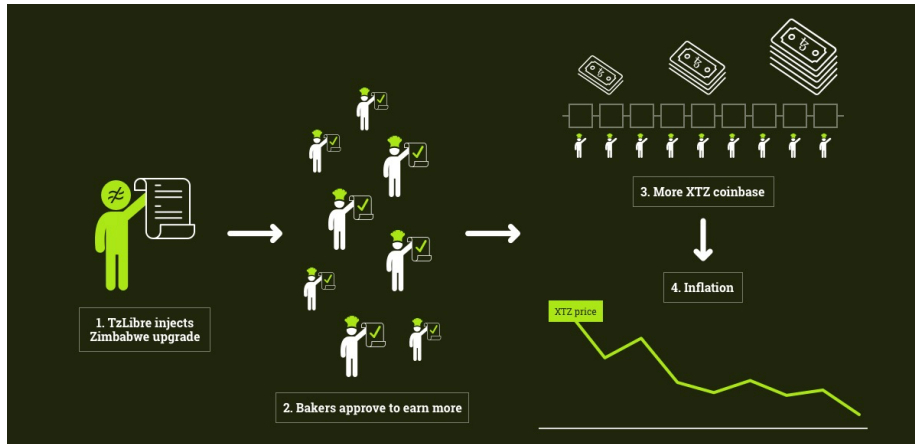 1. TzLibre injects
Zimbabwe upgrade
2. Bakers approve to earn more
3. More XTZ coinbase
4. Inflation
XTZ price